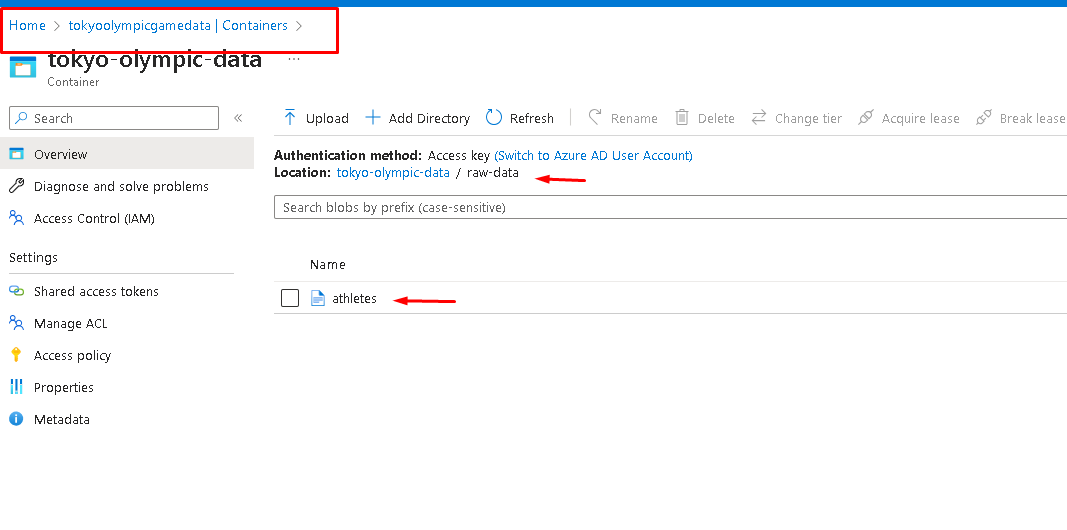 Home > tokyoolympicgamedata | Containers >
tokyo-olympic-data ...
Container
Search «
Overview
Diagnose and solve problems
Access Control (IAM)
Settings
Shared access tokens
Manage ACL
Access policy
Properties
Metadata
Upload Add Directory Refresh Rename Delete Change tier Acquire lease Break lease
Authentication method: Access key (Switch to Azure AD User Account)
Location: tokyo-olympic-data / raw-data
Search blobs by prefix (case-sensitive)
Name
athletes